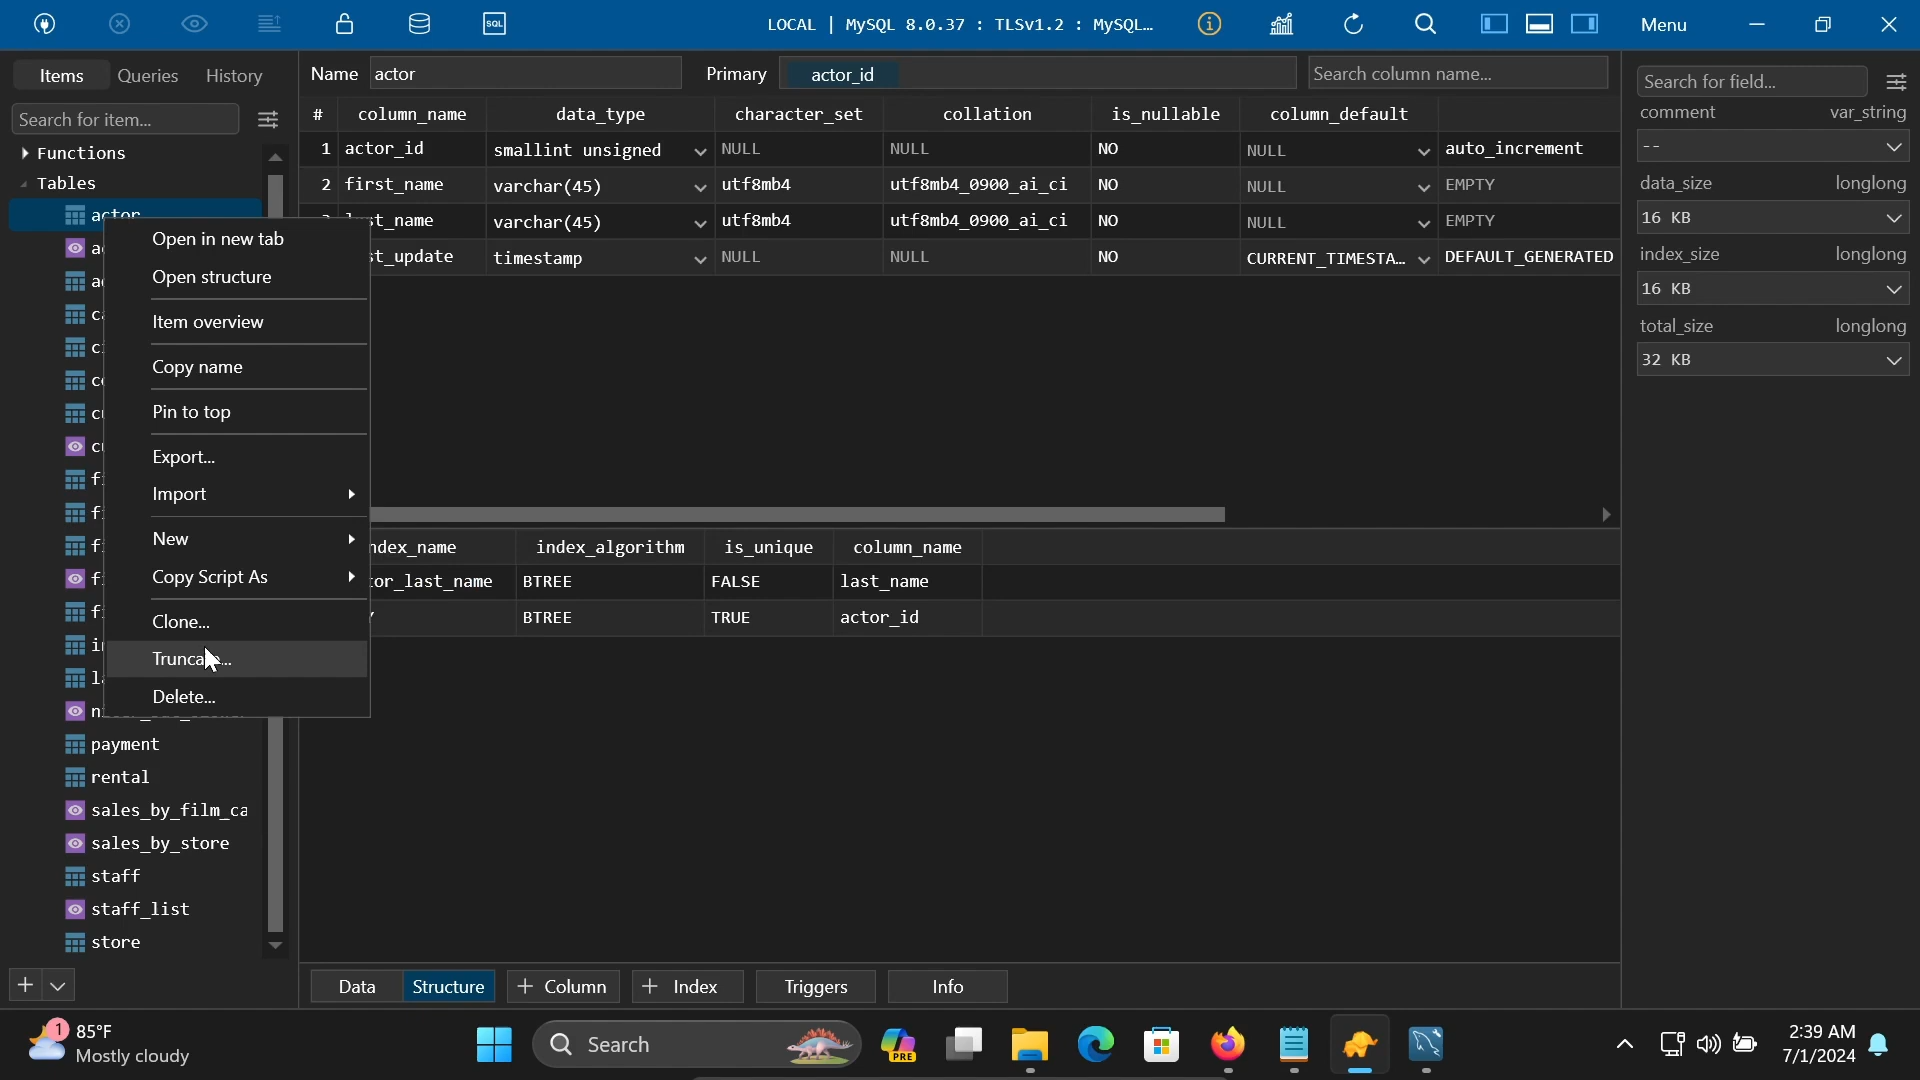 SQL
LOCAL | MySQL 8.0.37 : TLSv1.2 : MySQL...
Menu
Items Queries History
Search for item...
Functions
Tables
actor
payment
rental
sales_by_film_ca
sales_by_store
staff
staff_list
store
Open in new tab
Open structure
Item overview
Copy name
Pin to top
Export...
Import
New
Copy Script As
Clone...
Delete...
Name actor Primary actor_id Search column name...
# column_name data_type character_set collation is_nullable column_default
1 actor_id smallint unsigned NULL NULL NO NULL auto_increment
2 first_name varchar(45) utf8mb4 utf8mb4_0900_ai_ci NO NULL EMPTY
st_name varchar(45) utf8mb4 utf8mb4_0900_ai_ci NO NULL EMPTY
st_update timestamp NULL NULL NO CURRENT_TIMESTA... DEFAULT_GENERATED
ndex_name index_algorithm is_unique column_name
tor_last_name BTREE FALSE last_name
BTREE TRUE actor_id
Data Structure + Column + Index Triggers Info
Search for field...
comment var_string
--
data_size longlong
16 KB
index_size longlong
16 KB
total_size longlong
32 KB
1
85°F
Mostly cloudy
Search
PRE
2:39 AM
7/1/2024